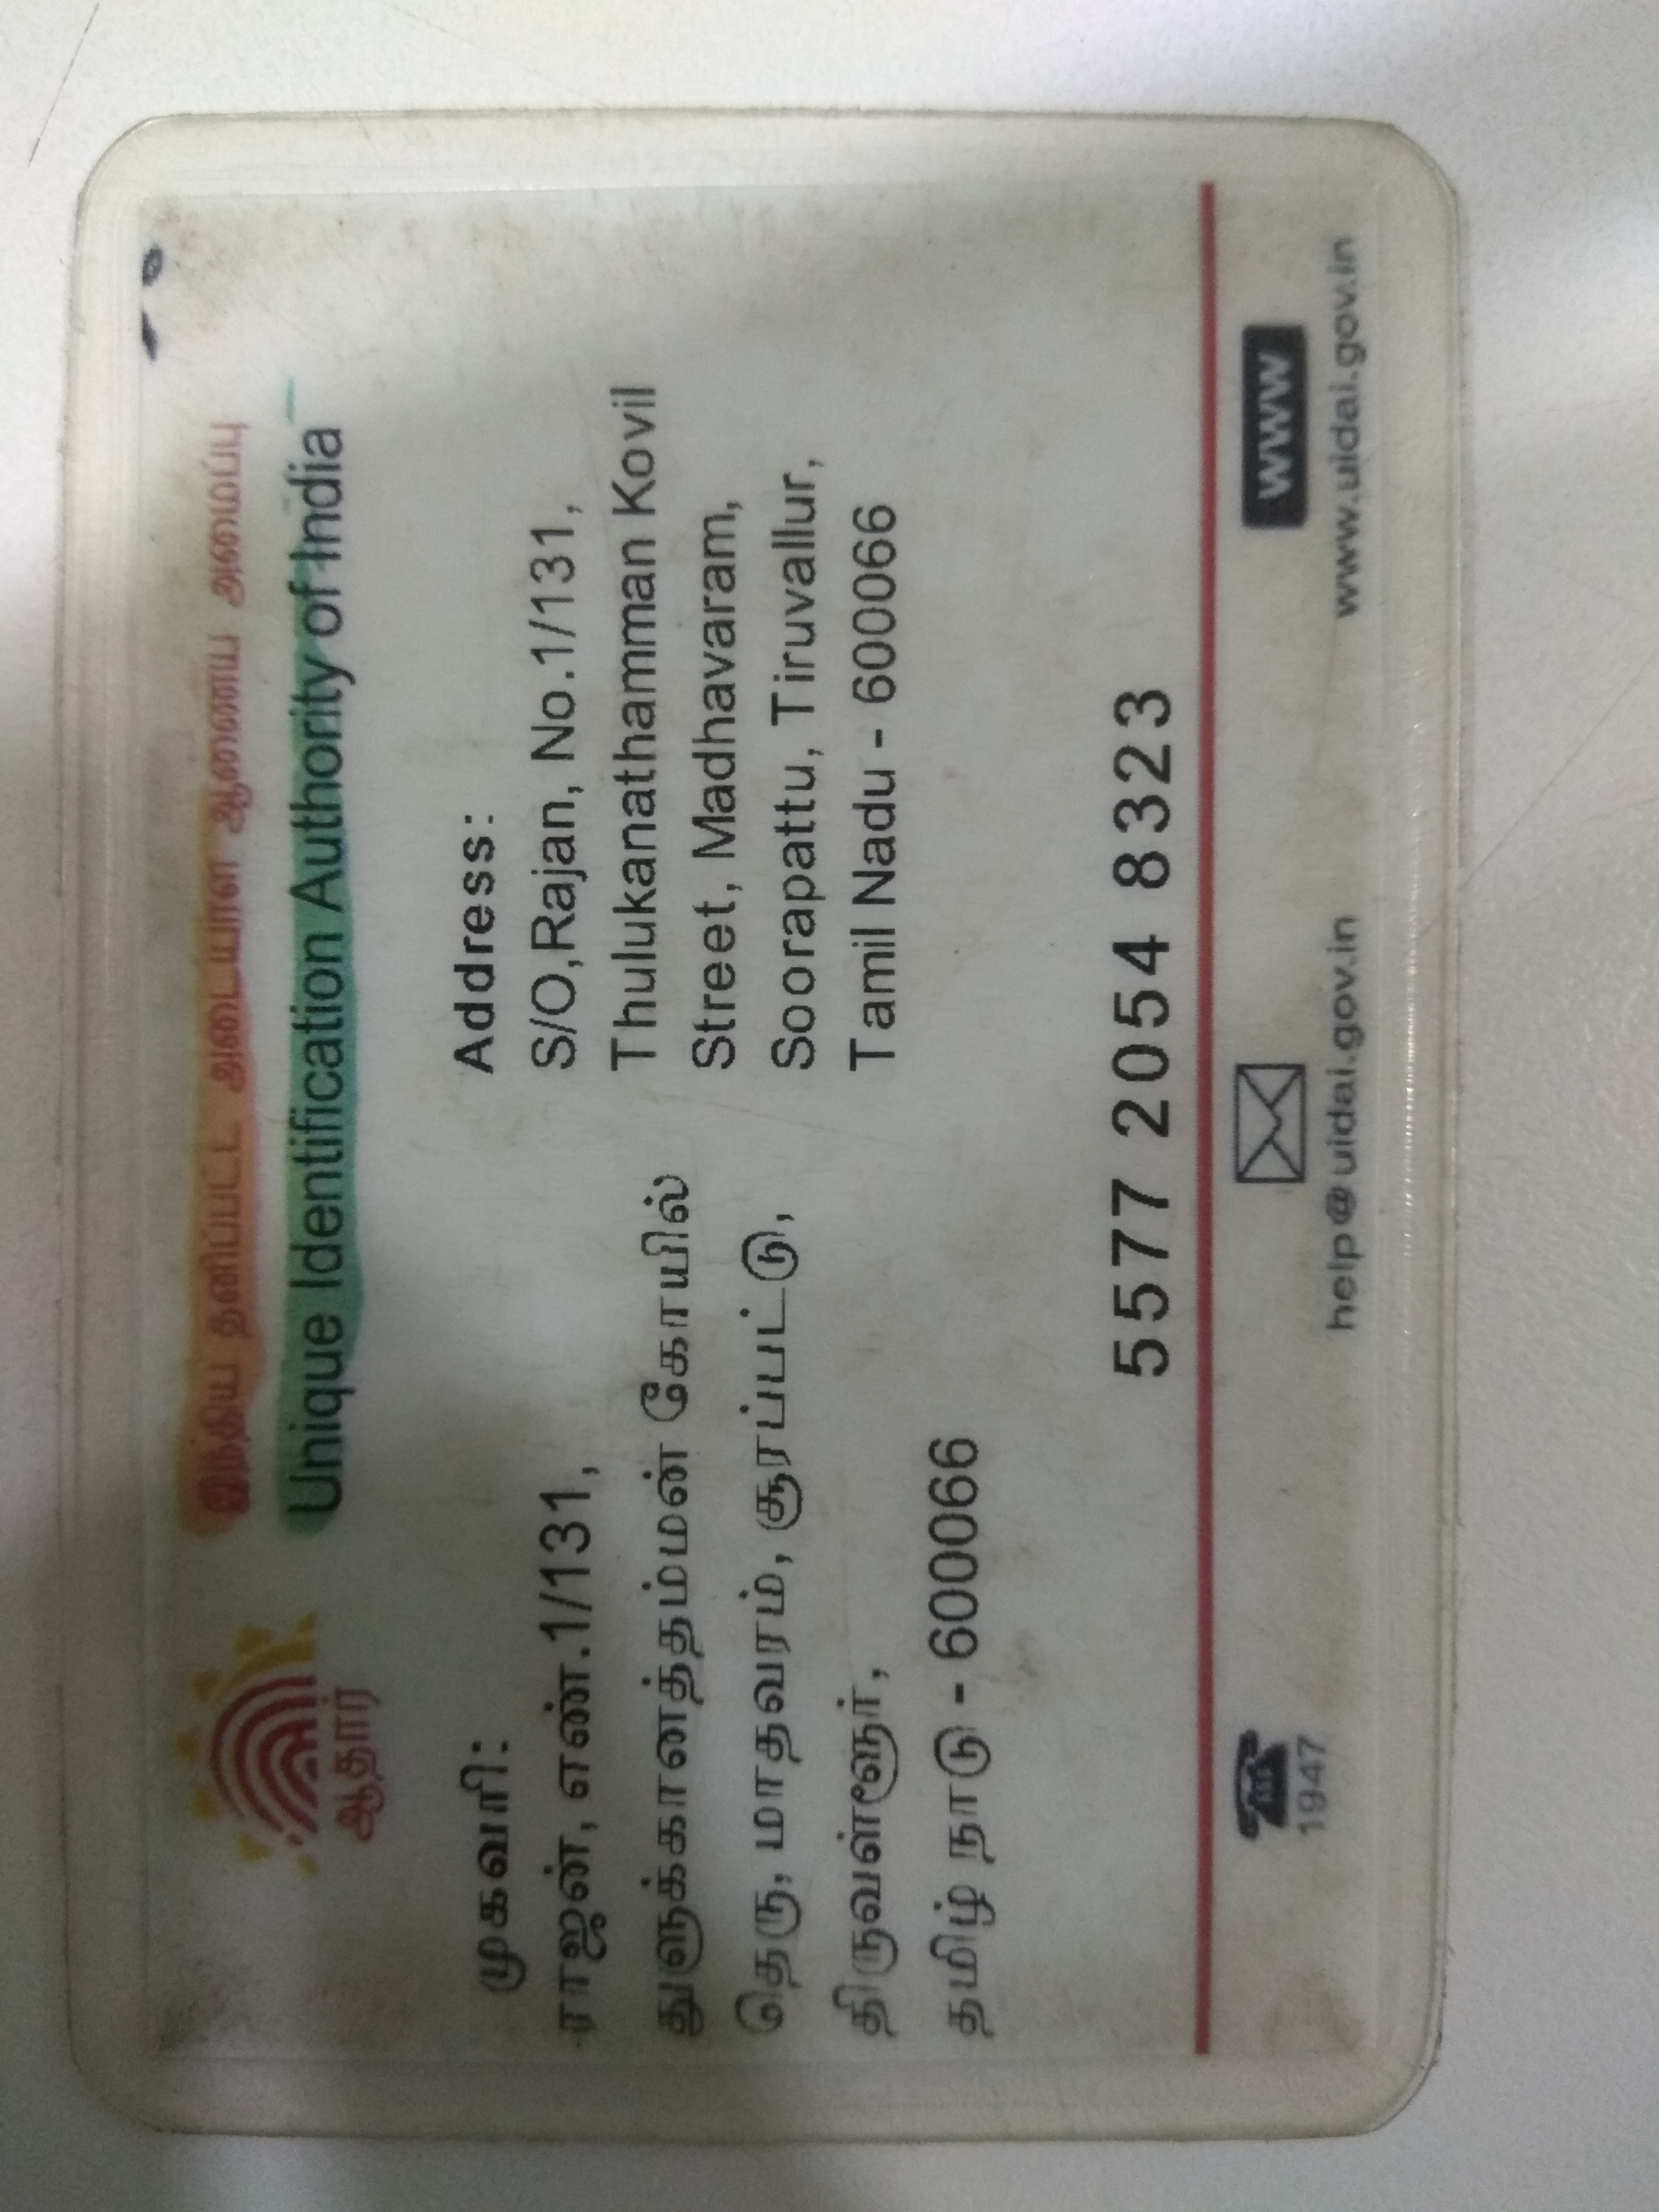 இந்திய தனிப்பட்ட அடையாள ஆணைய அமைப்பு
Unique Identification Authority of India
ஆதார்
முகவரி:
ராஜன், எண்.1/131,
துளுக்கானத்தம்மன் கோயில்
தெரு, மாதவரம், சூரப்பட்டு,
திருவள்ளூர்,
தமிழ் நாடு - 600066
Address:
S/O,Rajan, No.1/131,
Thulukanathamman Kovil
Street, Madhavaram,
Soorapattu, Tiruvallur,
Tamil Nadu - 600066
5577 2054 8323
1947
help@uidai.gov.in
www
www.uidai.gov.in